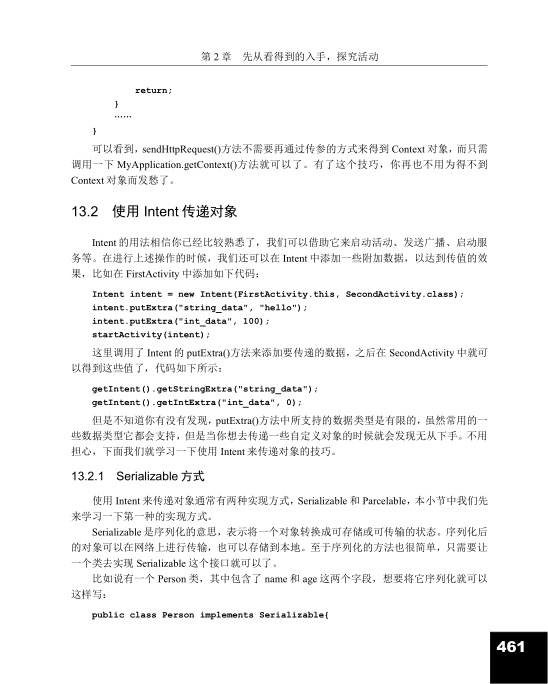 第 2 章 先从看得到的入手，探究活动
return;
}
……
}
可以看到，sendHttpRequest()方法不需要再通过传参的方式来得到 Context 对象，而只需
调用一下 MyApplication.getContext()方法就可以了。有了这个技巧，你再也不用为得不到
Context 对象而发愁了。
13.2 使用 Intent 传递对象
Intent 的用法相信你已经比较熟悉了，我们可以借助它来启动活动、发送广播、启动服
务等。在进行上述操作的时候，我们还可以在 Intent 中添加一些附加数据，以达到传值的效
果，比如在 FirstActivity 中添加如下代码：
Intent intent = new Intent(FirstActivity.this, SecondActivity.class);
intent.putExtra("string_data", "hello");
intent.putExtra("int_data", 100);
startActivity(intent);
这里调用了 Intent 的 putExtra()方法来添加要传递的数据，之后在 SecondActivity 中就可
以得到这些值了，代码如下所示：
getIntent().getStringExtra("string_data");
getIntent().getIntExtra("int_data", 0);
但是不知道你有没有发现，putExtra()方法中所支持的数据类型是有限的，虽然常用的一
些数据类型它都会支持，但是当你想去传递一些自定义对象的时候就会发现无从下手。不用
担心，下面我们就学习一下使用 Intent 来传递对象的技巧。
13.2.1 Serializable 方式
使用 Intent 来传递对象通常有两种实现方式，Serializable 和 Parcelable，本小节中我们先
来学习一下第一种的实现方式。
Serializable 是序列化的意思，表示将一个对象转换成可存储或可传输的状态。序列化后
的对象可以在网络上进行传输，也可以存储到本地。至于序列化的方法也很简单，只需要让
一个类去实现 Serializable 这个接口就可以了。
比如说有一个 Person 类，其中包含了 name 和 age 这两个字段，想要将它序列化就可以
这样写：
public class Person implements Serializable{
461